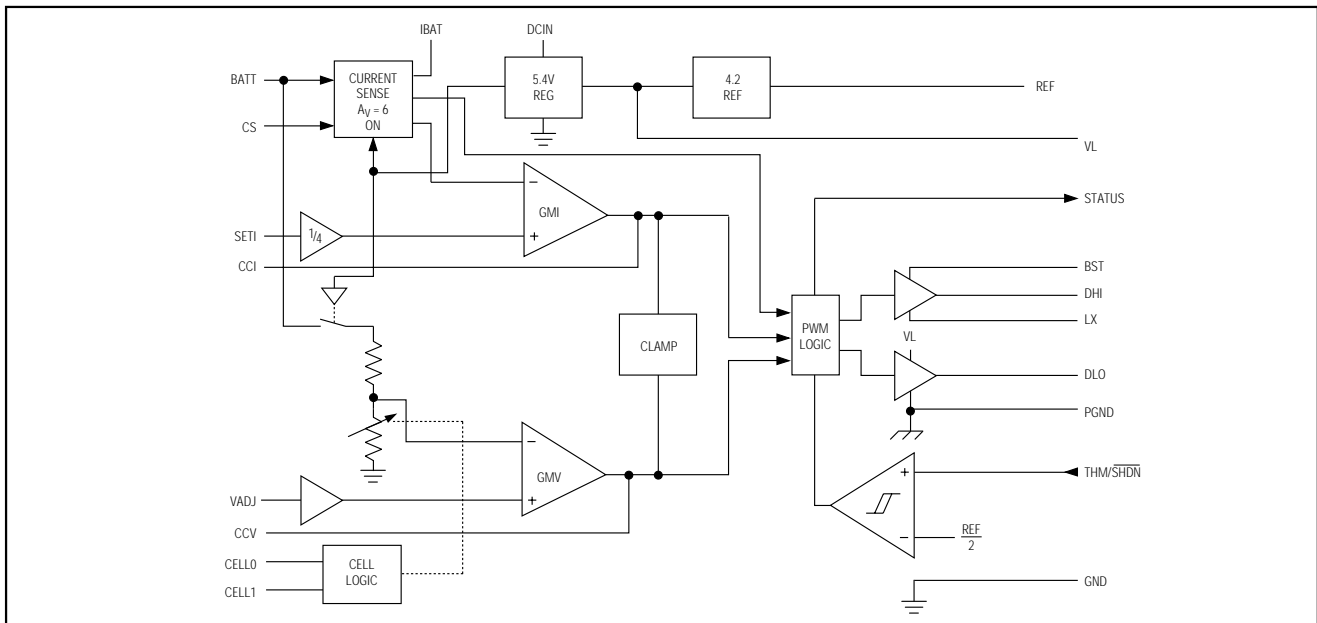 IBAT
DCIN
BATT
CURRENT
SENSE
AV = 6
ON
5.4V
REG
4.2
REF
REF
CS
VL
−
GMI
+
STATUS
SETI
1/4
CCI
BST
DHI
LX
PWM
LOGIC
CLAMP
VL
DLO
PGND
−
GMV
+
THM/SHDN
+
−
REF
2
VADJ
CCV
CELL0
CELL1
CELL
LOGIC
GND